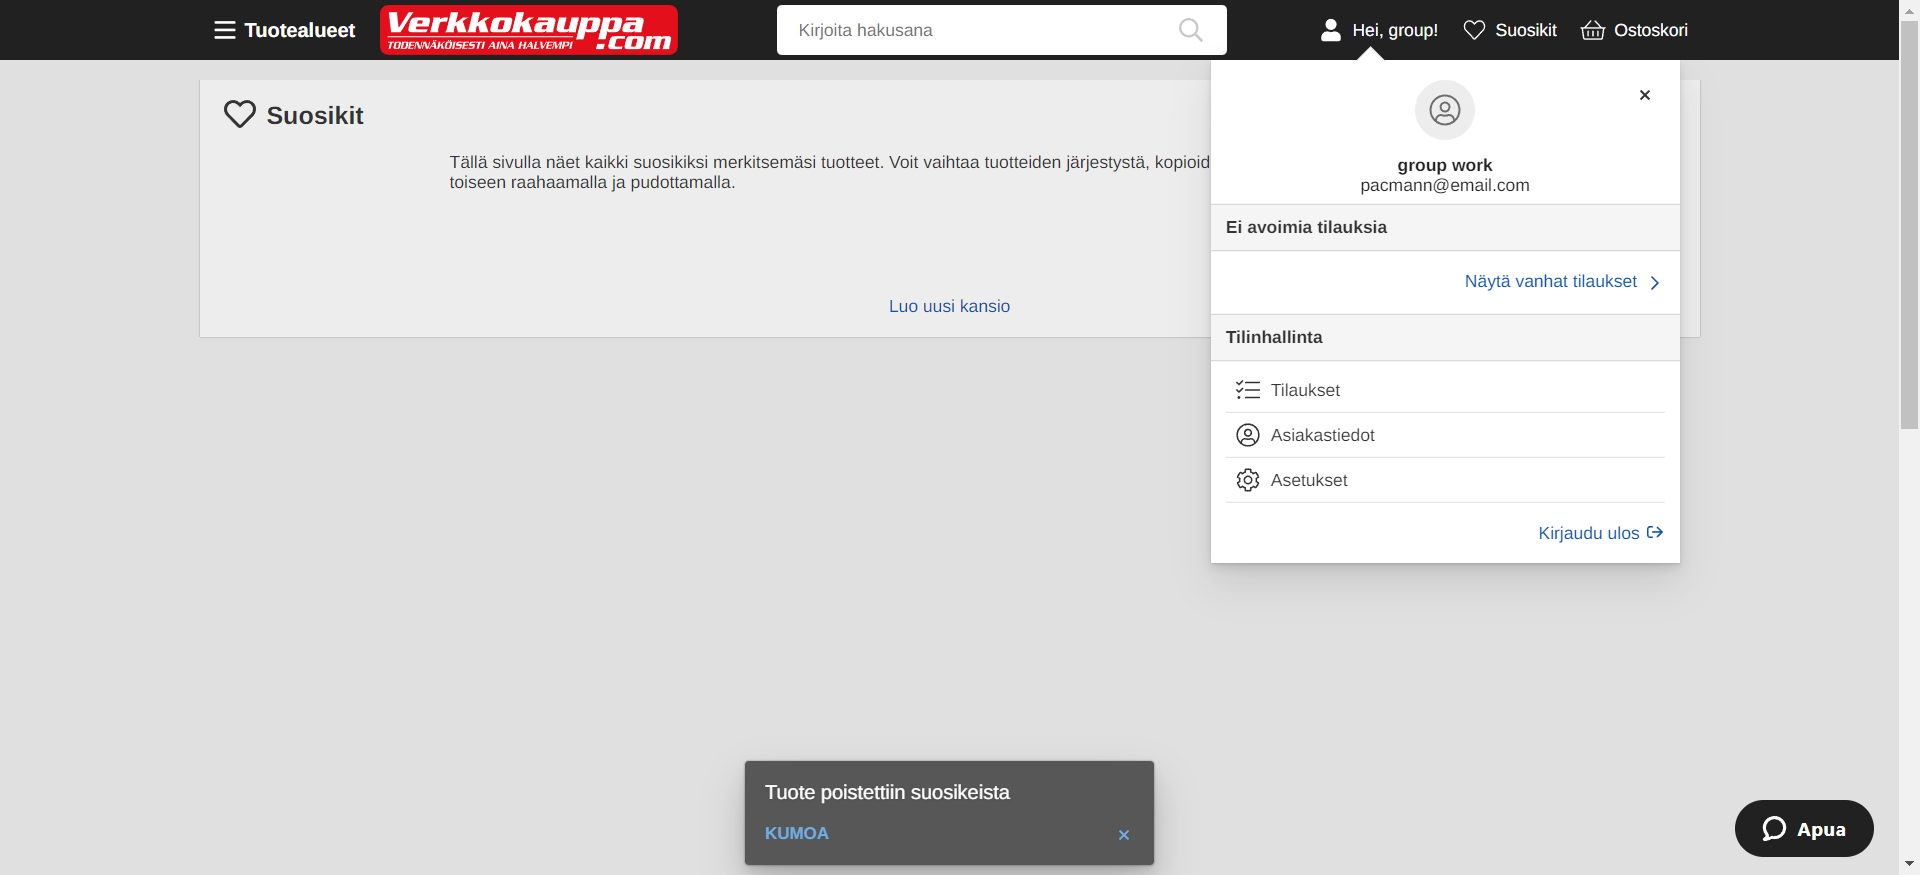 Tuotealueet
Verkkokauppa.com
TODENNÄKÖISESTI AINA HALVEMPI
Kirjoita hakusana
Hei, group!
Suosikit
Ostoskori
Suosikit
Tällä sivulla näet kaikki suosikiksi merkitsemäsi tuotteet. Voit vaihtaa tuotteiden järjestystä, kopioid
toiseen raahaamalla ja pudottamalla.
Luo uusi kansio
group work
pacmann@email.com
Ei avoimia tilauksia
Näytä vanhat tilaukset
Tilinhallinta
Tilaukset
Asiakastiedot
Asetukset
Kirjaudu ulos
Tuote poistettiin suosikeista
KUMOA
Apua